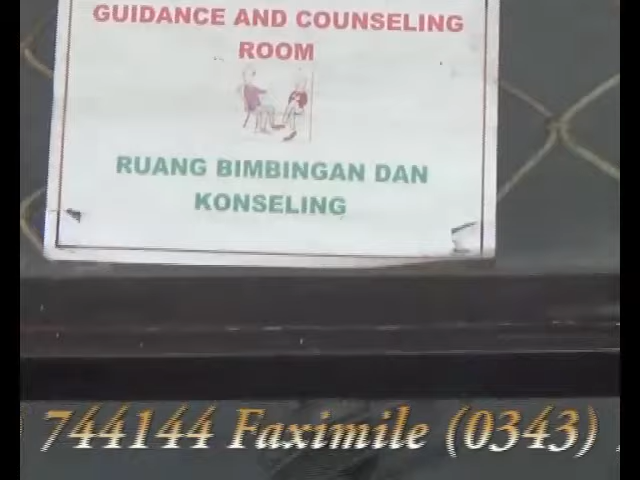 GUIDANCE AND COUNSELING
ROOM
RUANG BIMBINGAN DAN
KONSELING
) 744144 Faximile (0343)